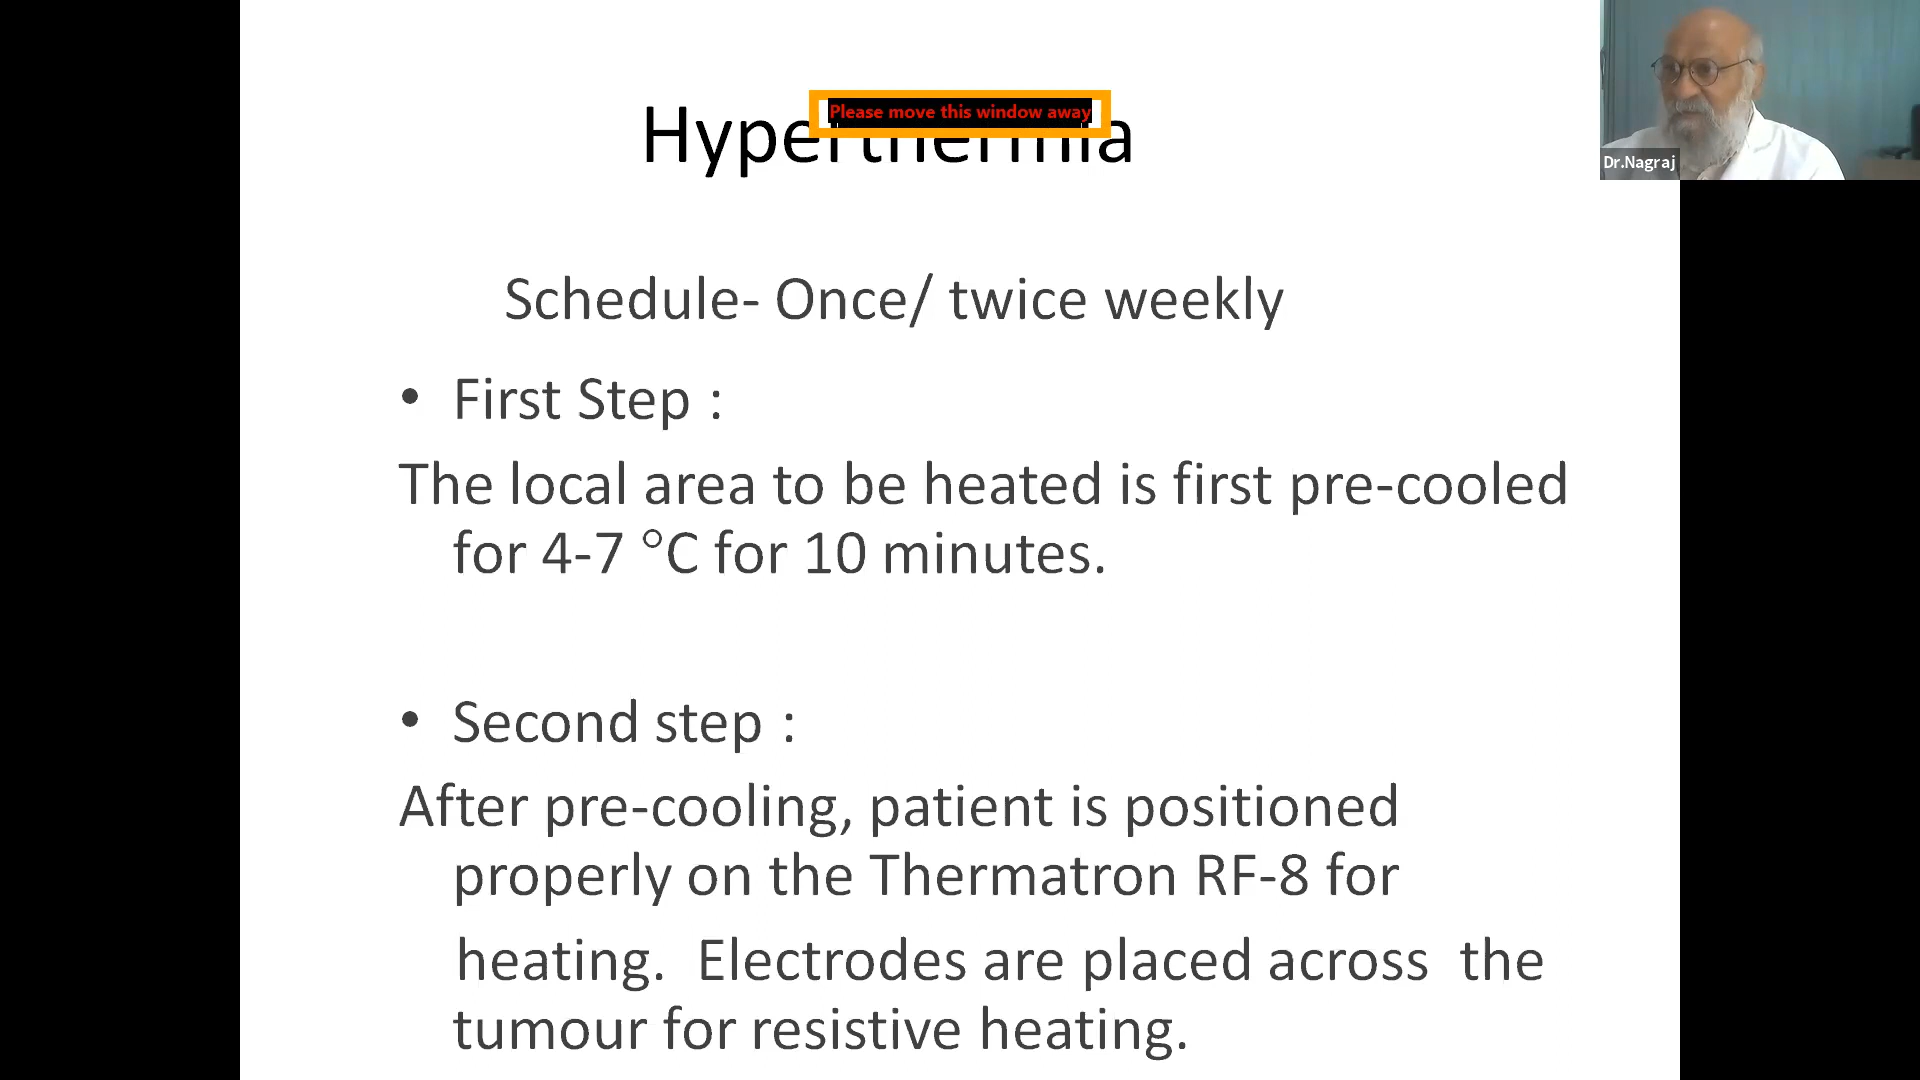 Please move this window away
Hyperthermia
Dr.Nagraj
Schedule- Once/ twice weekly
• First Step :
The local area to be heated is first pre-cooled
for 4-7 °C for 10 minutes.
• Second step :
After pre-cooling, patient is positioned
properly on the Thermatron RF-8 for
heating. Electrodes are placed across the
tumour for resistive heating.